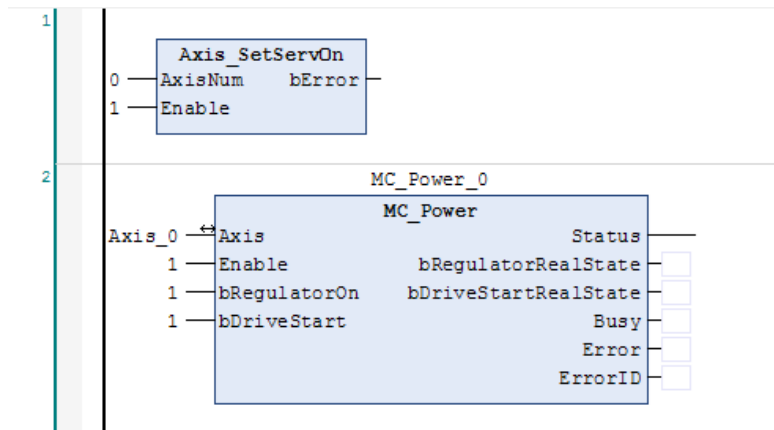 1
Axis_SetServOn
0 AxisNum bError
1 Enable
2
MC_Power_0
MC_Power
Axis_0 Axis Status
1 Enable bRegulatorRealState
1 bRegulatorOn bDriveStartRealState
1 bDriveStart Busy
Error
ErrorID